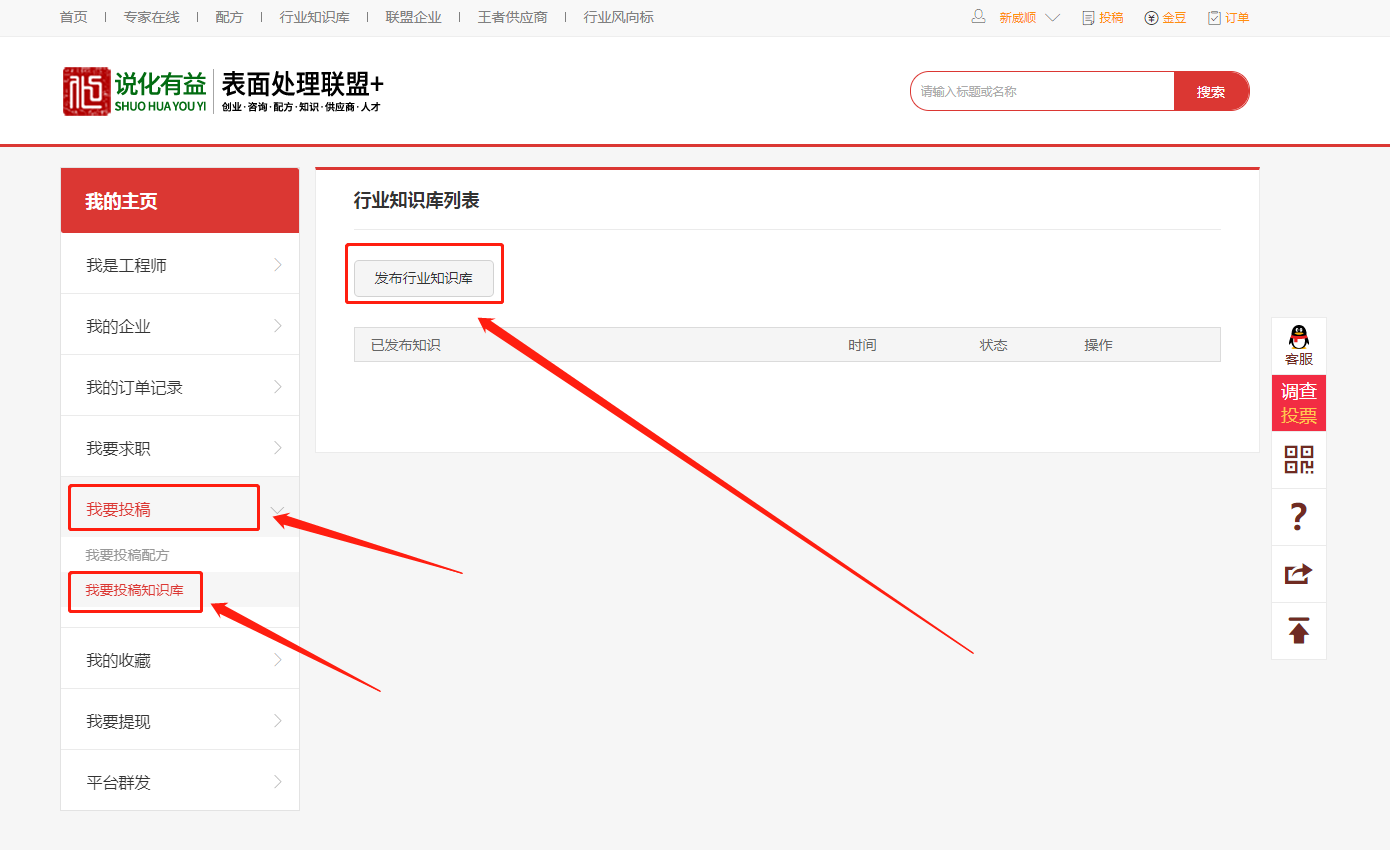 首页 | 专家在线 | 配方 | 行业知识库 | 联盟企业 | 王者供应商 | 行业风向标
新威顺 投稿 金豆 订单
说化有益
SHUO HUA YOU YI
表面处理联盟+
创业·咨询·配方·知识·供应商·人才
请输入标题或名称
搜索
我的主页
我是工程师
我的企业
我的订单记录
我要求职
我要投稿
我要投稿配方
我要投稿知识库
我的收藏
我要提现
平台群发
行业知识库列表
发布行业知识库
已发布知识 时间 状态 操作
客服
调查
投票
?